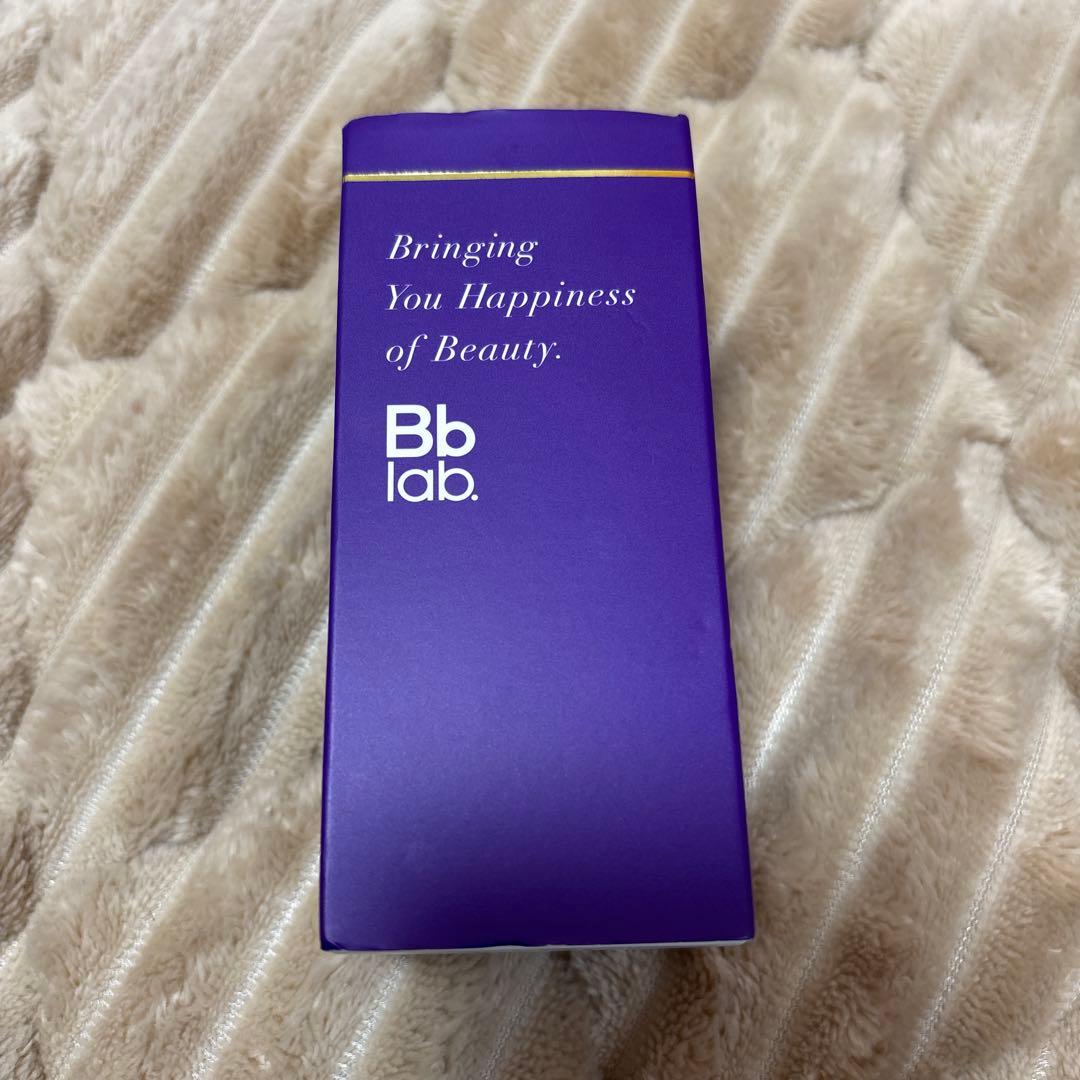 Bringing
You Happiness
of Beauty.
Bb
lab.